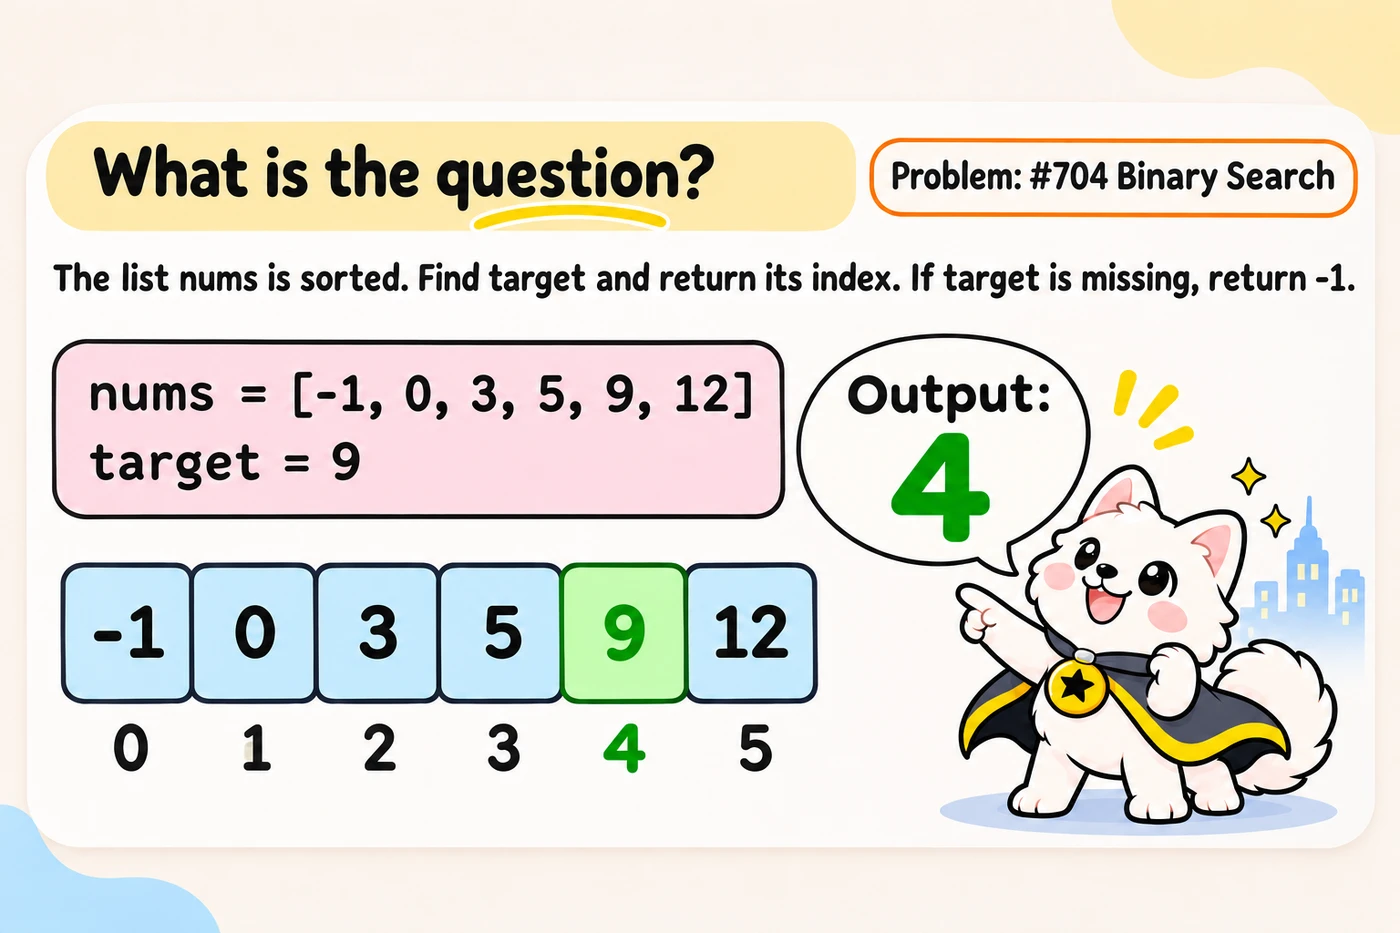 What is the question?
Problem: #704 Binary Search
The list nums is sorted. Find target and return its index. If target is missing, return -1.
nums = [-1, 0, 3, 5, 9, 12]
target = 9
Output:
4
-1 0 3 5 9 12
0 1 2 3 4 5